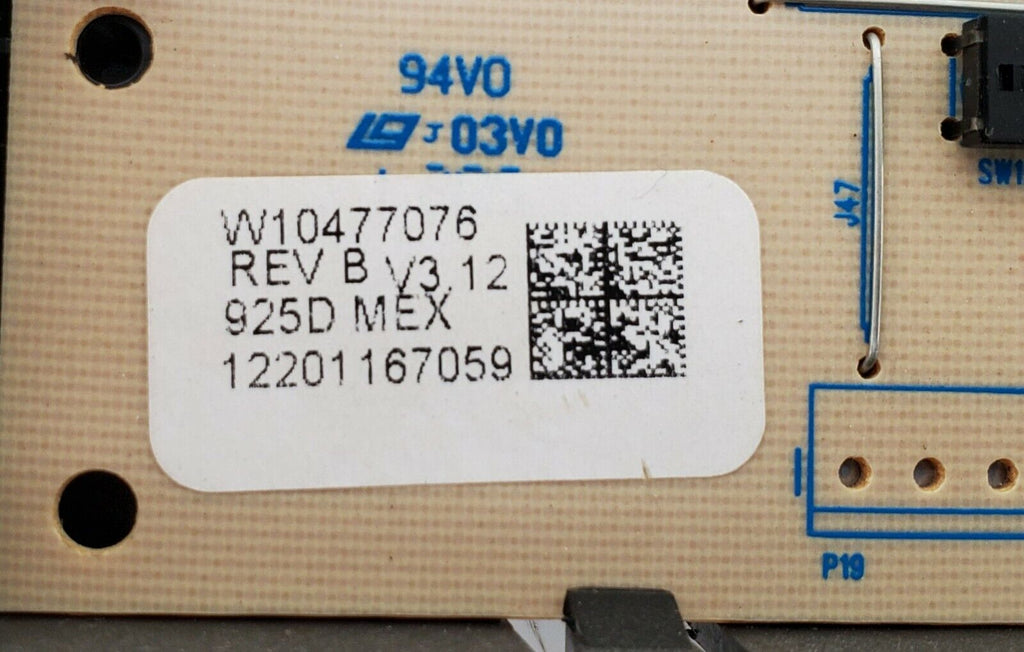 94V0
J 03V0
W10477076
REV B V3.12
925D MEX
12201167059
J47
SW1
P19